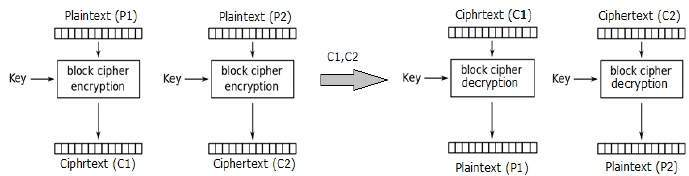 Plaintext (P1)
Plaintext (P2)
Ciphrtext (C1)
Ciphertext (C2)
Key
block cipher
encryption
Key
block cipher
encryption
C1,C2
Key
block cipher
decryption
Key
block cipher
decryption
Ciphrtext (C1)
Ciphertext (C2)
Plaintext (P1)
Plaintext (P2)